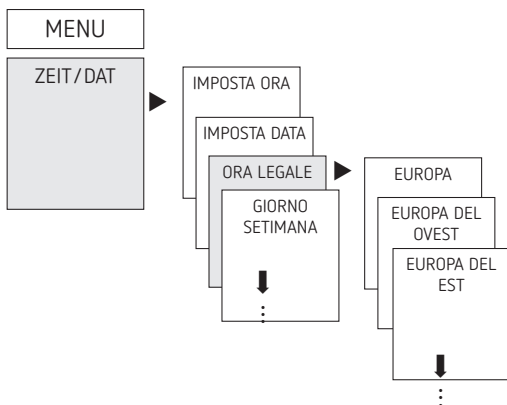 MENU
ZEIT/DAT
IMPOSTA ORA
IMPOSTA DATA
ORA LEGALE
GIORNO
SETIMANA
EUROPA
EUROPA DEL
OVEST
EUROPA DEL
EST